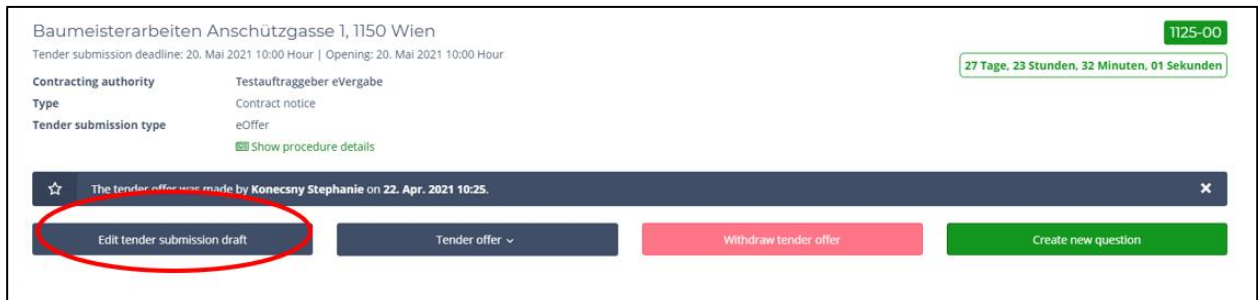 Baumeisterarbeiten Anschützgasse 1, 1150 Wien
1125-00
Tender submission deadline: 20. Mai 2021 10:00 Hour | Opening: 20. Mai 2021 10:00 Hour
27 Tage, 23 Stunden, 32 Minuten, 01 Sekunden
Contracting authority Testauftraggeber eVergabe
Type Contract notice
Tender submission type eOffer
Show procedure details
The tender offer was made by Konecsny Stephanie on 22. Apr. 2021 10:25.
Edit tender submission draft
Tender offer
Withdraw tender offer
Create new question